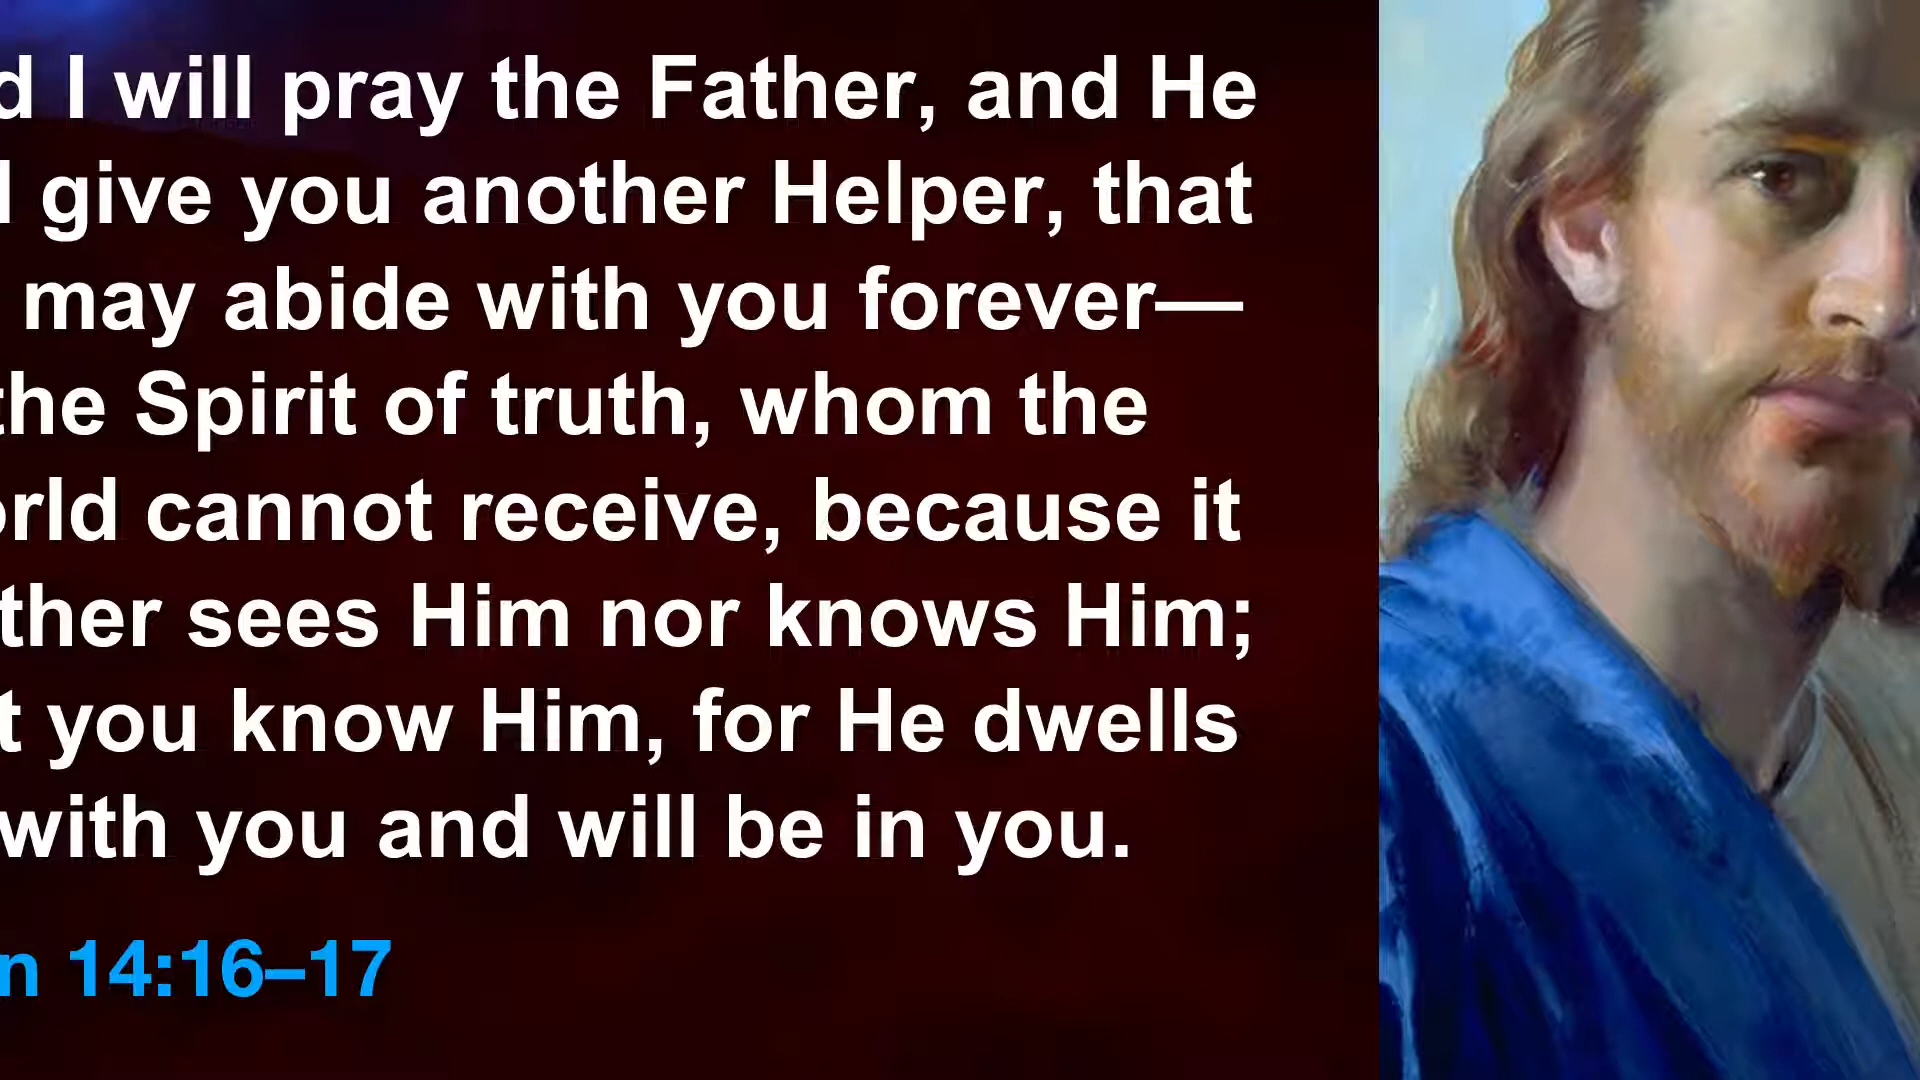 d I will pray the Father, and He
l give you another Helper, that
may abide with you forever—
the Spirit of truth, whom the
orld cannot receive, because it
ther sees Him nor knows Him;
t you know Him, for He dwells
with you and will be in you.
n 14:16–17